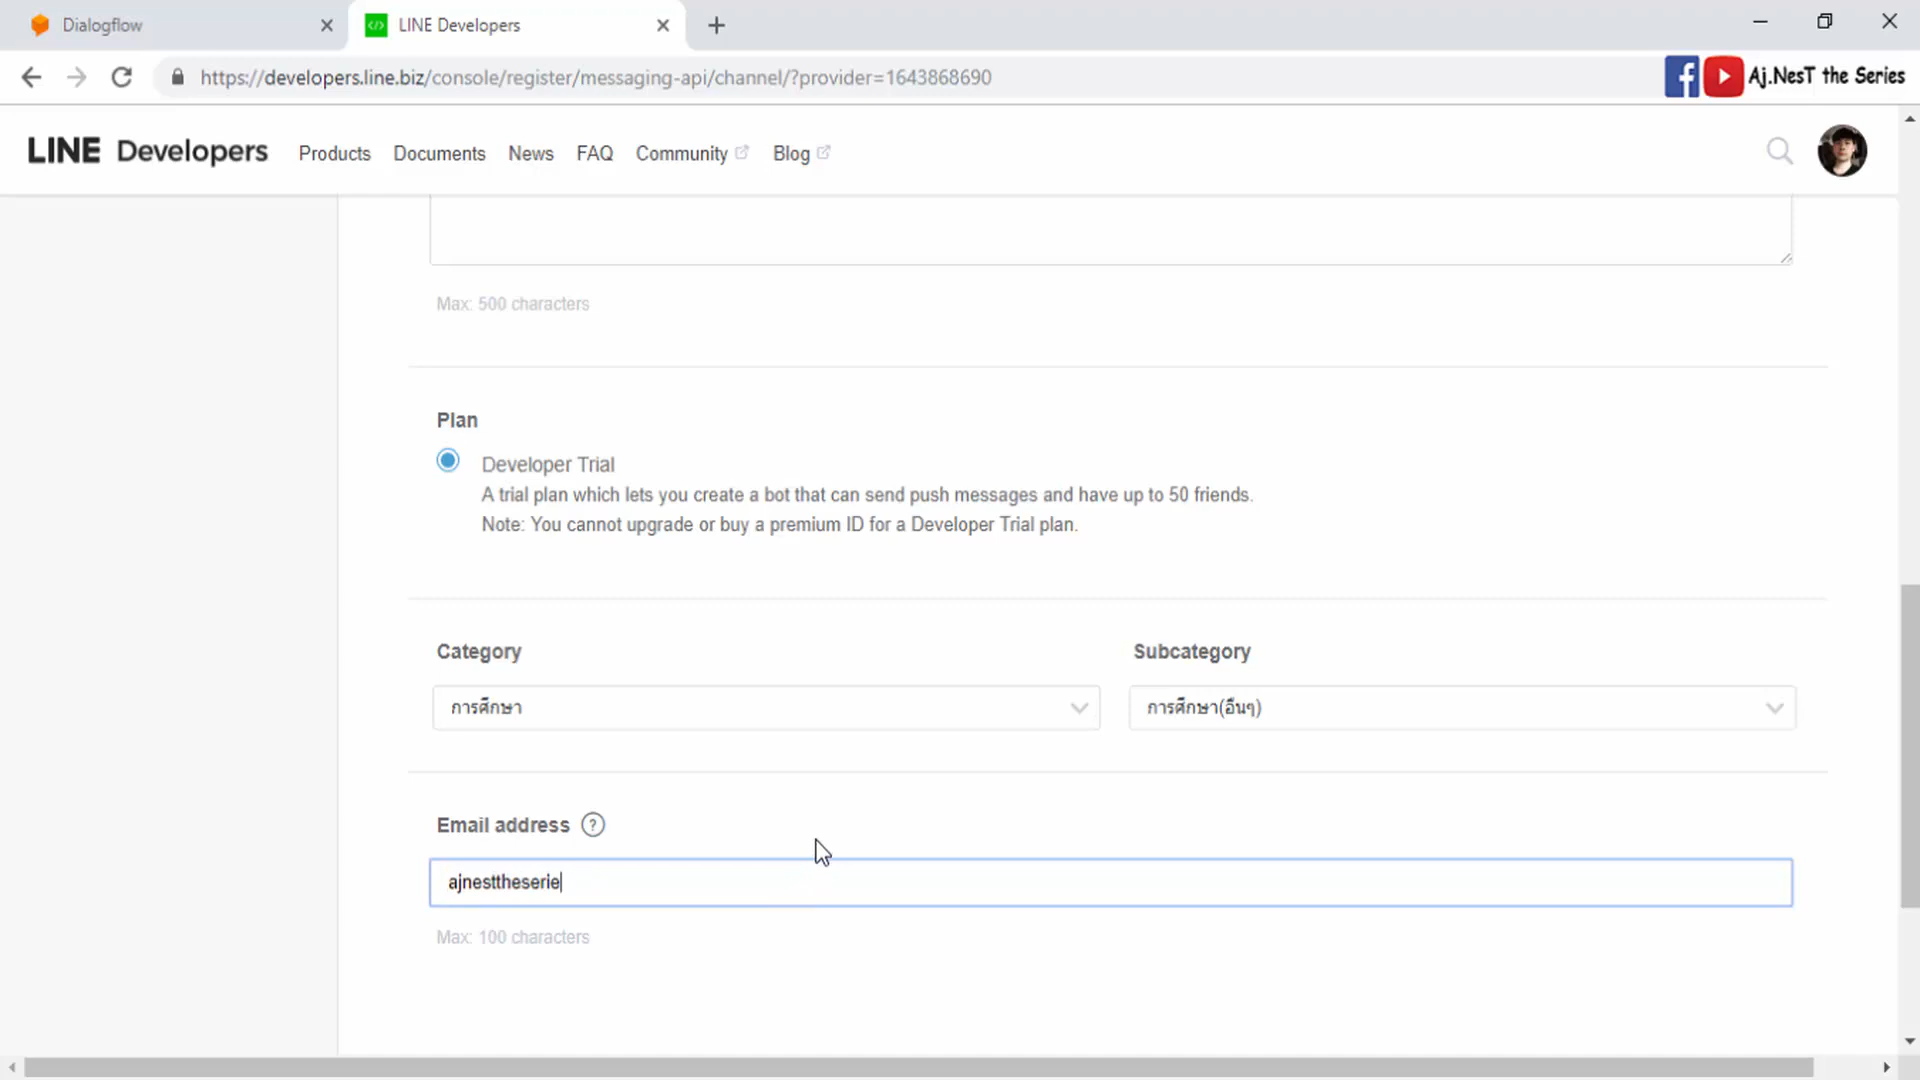 Dialogflow
LINE Developers
https://developers.line.biz/console/register/messaging-api/channel/?provider=1643868690
Aj.NesT the Series
LINE Developers
Products
Documents
News
FAQ
Community
Blog
Max: 500 characters
Plan
Developer Trial
A trial plan which lets you create a bot that can send push messages and have up to 50 friends.
Note: You cannot upgrade or buy a premium ID for a Developer Trial plan.
Category
Subcategory
การศึกษา
การศึกษา(อื่นๆ)
Email address ?
ajnesttheserie
Max: 100 characters